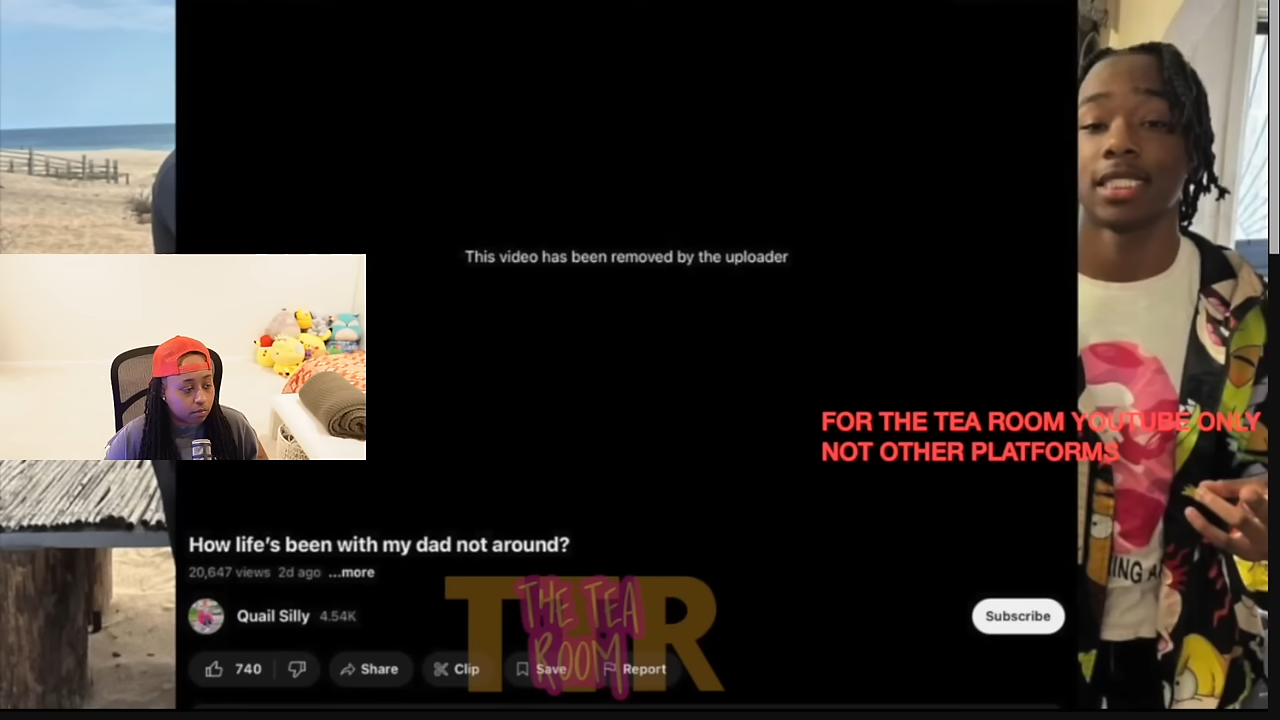 This video has been removed by the uploader
FOR THE TEA ROOM YOUTUBE ONLY
NOT OTHER PLATFORMS
How life's been with my dad not around?
20,647 views 2d ago ...more
Quail Silly 4.54K
Subscribe
740 Share Clip Save Report
TER
THE TEA
ROOM